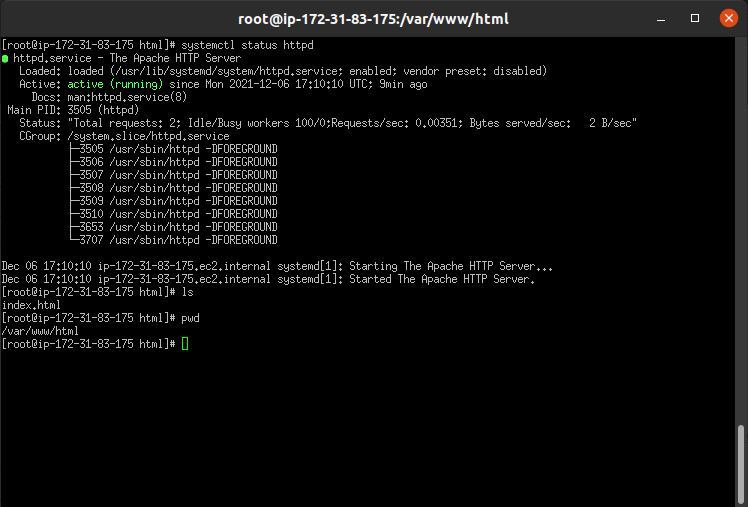 root@ip-172-31-83-175:/var/www/html
[root@ip-172-31-83-175 html]# systemctl status httpd
● httpd.service - The Apache HTTP Server
   Loaded: loaded (/usr/lib/systemd/system/httpd.service; enabled; vendor preset: disabled)
   Active: active (running) since Mon 2021-12-06 17:10:10 UTC; 9min ago
     Docs: man:httpd.service(8)
 Main PID: 3505 (httpd)
   Status: "Total requests: 2; Idle/Busy workers 100/0;Requests/sec: 0.00351; Bytes served/sec:   2 B/sec"
   CGroup: /system.slice/httpd.service
           ├─3505 /usr/sbin/httpd -DFOREGROUND
           ├─3506 /usr/sbin/httpd -DFOREGROUND
           ├─3507 /usr/sbin/httpd -DFOREGROUND
           ├─3508 /usr/sbin/httpd -DFOREGROUND
           ├─3509 /usr/sbin/httpd -DFOREGROUND
           ├─3510 /usr/sbin/httpd -DFOREGROUND
           ├─3653 /usr/sbin/httpd -DFOREGROUND
           └─3707 /usr/sbin/httpd -DFOREGROUND
Dec 06 17:10:10 ip-172-31-83-175.ec2.internal systemd[1]: Starting The Apache HTTP Server...
Dec 06 17:10:10 ip-172-31-83-175.ec2.internal systemd[1]: Started The Apache HTTP Server.
[root@ip-172-31-83-175 html]# ls
index.html
[root@ip-172-31-83-175 html]# pwd
/var/www/html
[root@ip-172-31-83-175 html]#